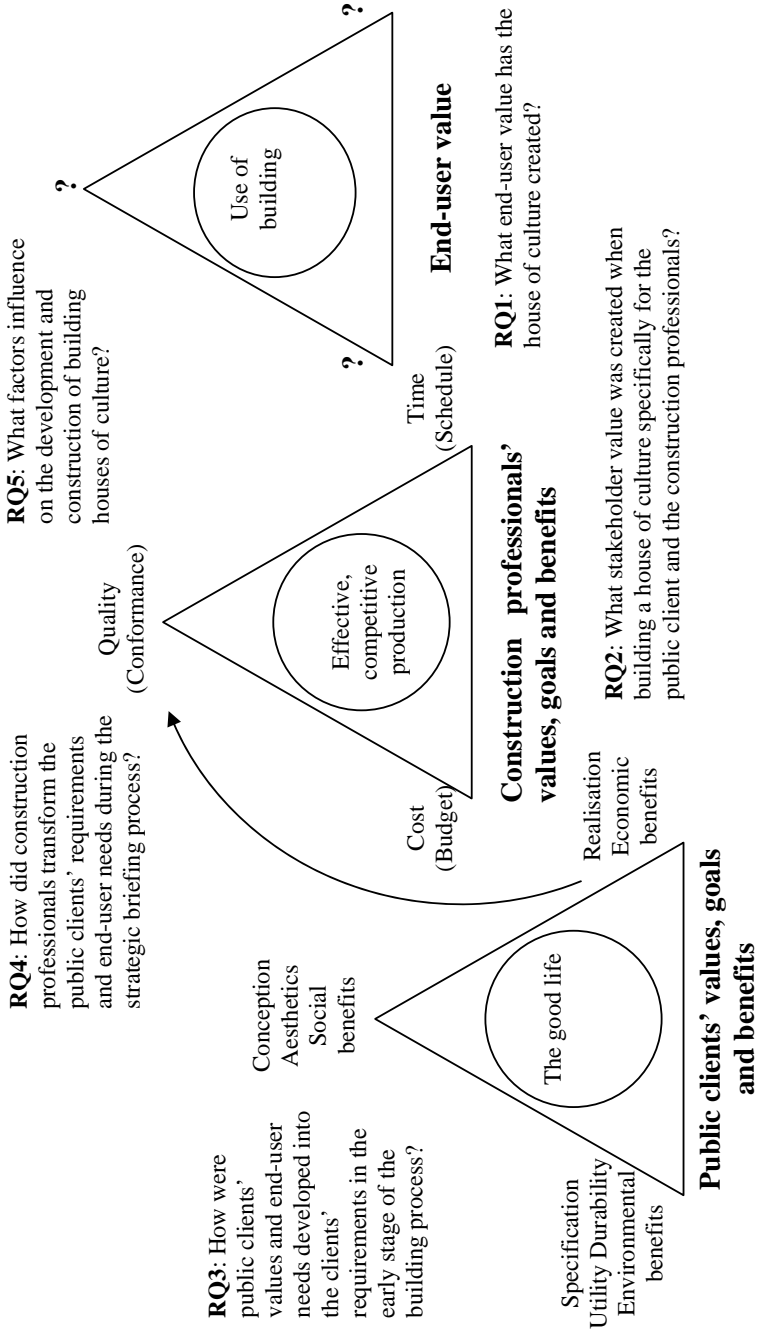 RQ3: How were
public clients’
values and end-user
needs developed into
the clients’
requirements in the
early stage of the
building process?
RQ4: How did construction
professionals transform the
public clients’ requirements
and end-user needs during the
strategic briefing process?
RQ5: What factors influence
on the development and
construction of building
houses of culture?
Conception
Aesthetics
Social
benefits
The good life
Specification
Utility Durability
Environmental
benefits
Realisation
Economic
benefits
Public clients’ values, goals
and benefits
Quality
(Conformance)
Effective,
competitive
production
Cost
(Budget)
Time
(Schedule)
Construction professionals’
values, goals and benefits
?
Use of
building
?
?
End-user value
RQ1: What end-user value has the
house of culture created?
RQ2: What stakeholder value was created when
building a house of culture specifically for the
public client and the construction professionals?